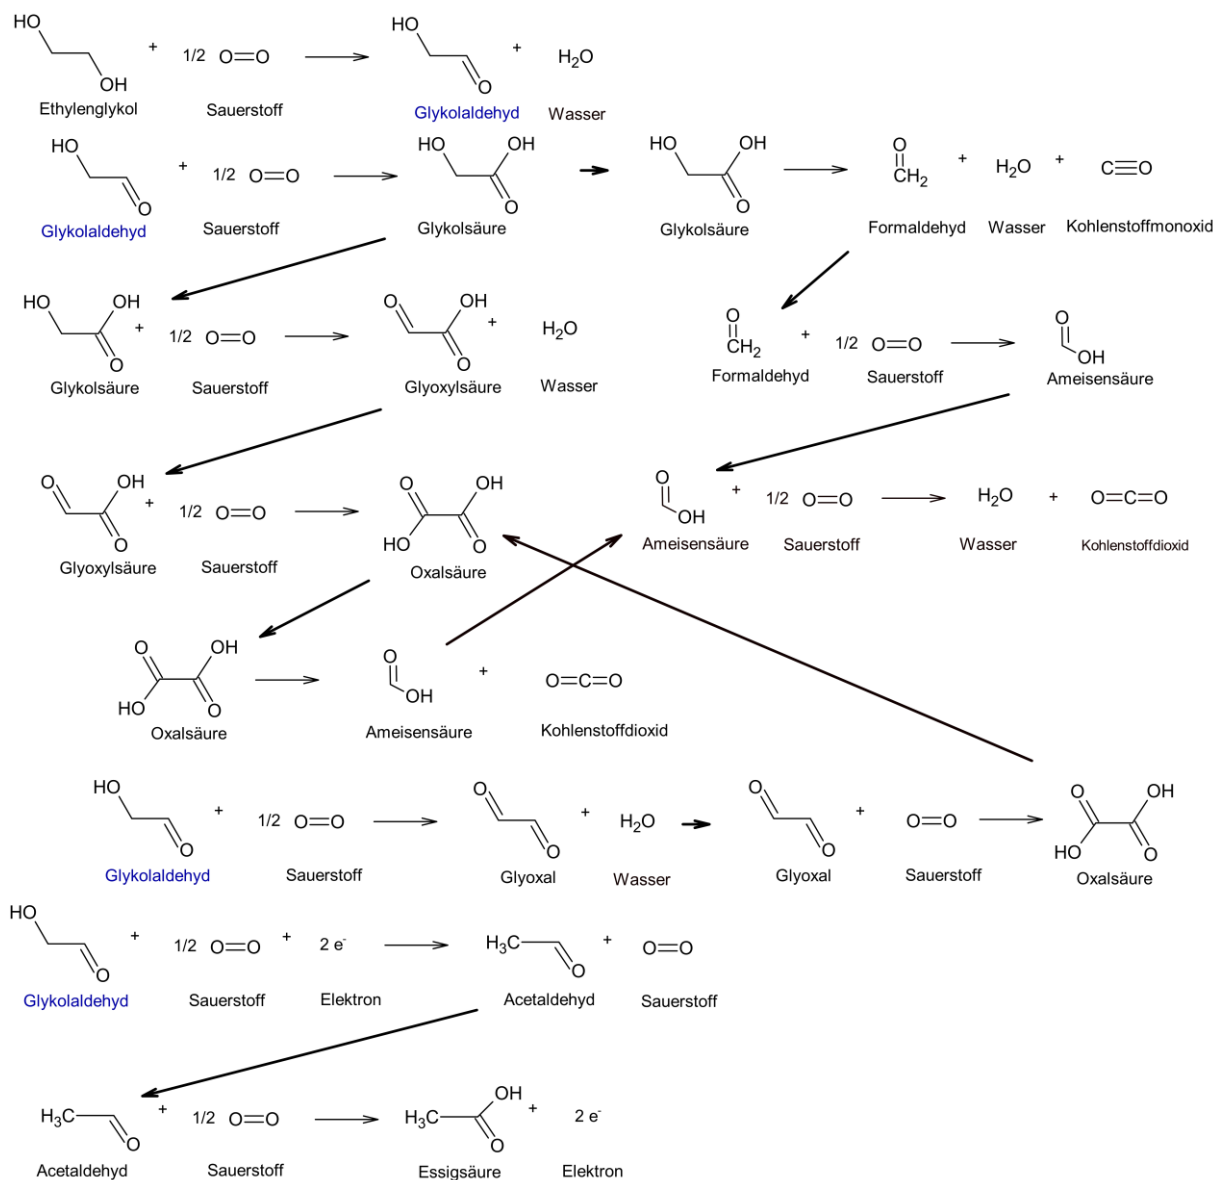 HO OH + 1/2 O=O HO O + H₂O
Ethylenglykol Sauerstoff Glykolaldehyd Wasser
HO O + 1/2 O=O HO OH O HO OH O O CH₂ + H₂O + C≡O
Glykolaldehyd Sauerstoff Glykolsäure Glykolsäure Formaldehyd Wasser Kohlenstoffmonoxid
HO OH O + 1/2 O=O O OH O + H₂O
Glykolsäure Sauerstoff Glyoxylsäure Wasser
O CH₂ + 1/2 O=O O OH
Formaldehyd Sauerstoff Ameisensäure
O OH O + 1/2 O=O O OH HO O
Glyoxylsäure Sauerstoff Oxalsäure
O OH + 1/2 O=O H₂O + O=C=O
Ameisensäure Sauerstoff Wasser Kohlenstoffdioxid
O OH HO O O OH + O=C=O
Oxalsäure Ameisensäure Kohlenstoffdioxid
HO O + 1/2 O=O O O + H₂O O O + O=O O OH HO O
Glykolaldehyd Sauerstoff Glyoxal Wasser Glyoxal Sauerstoff Oxalsäure
HO O + 1/2 O=O + 2 e⁻ H₃C O + O=O
Glykolaldehyd Sauerstoff Elektron Acetaldehyd Sauerstoff
H₃C O + 1/2 O=O H₃C OH O + 2 e⁻
Acetaldehyd Sauerstoff Essigsäure Elektron